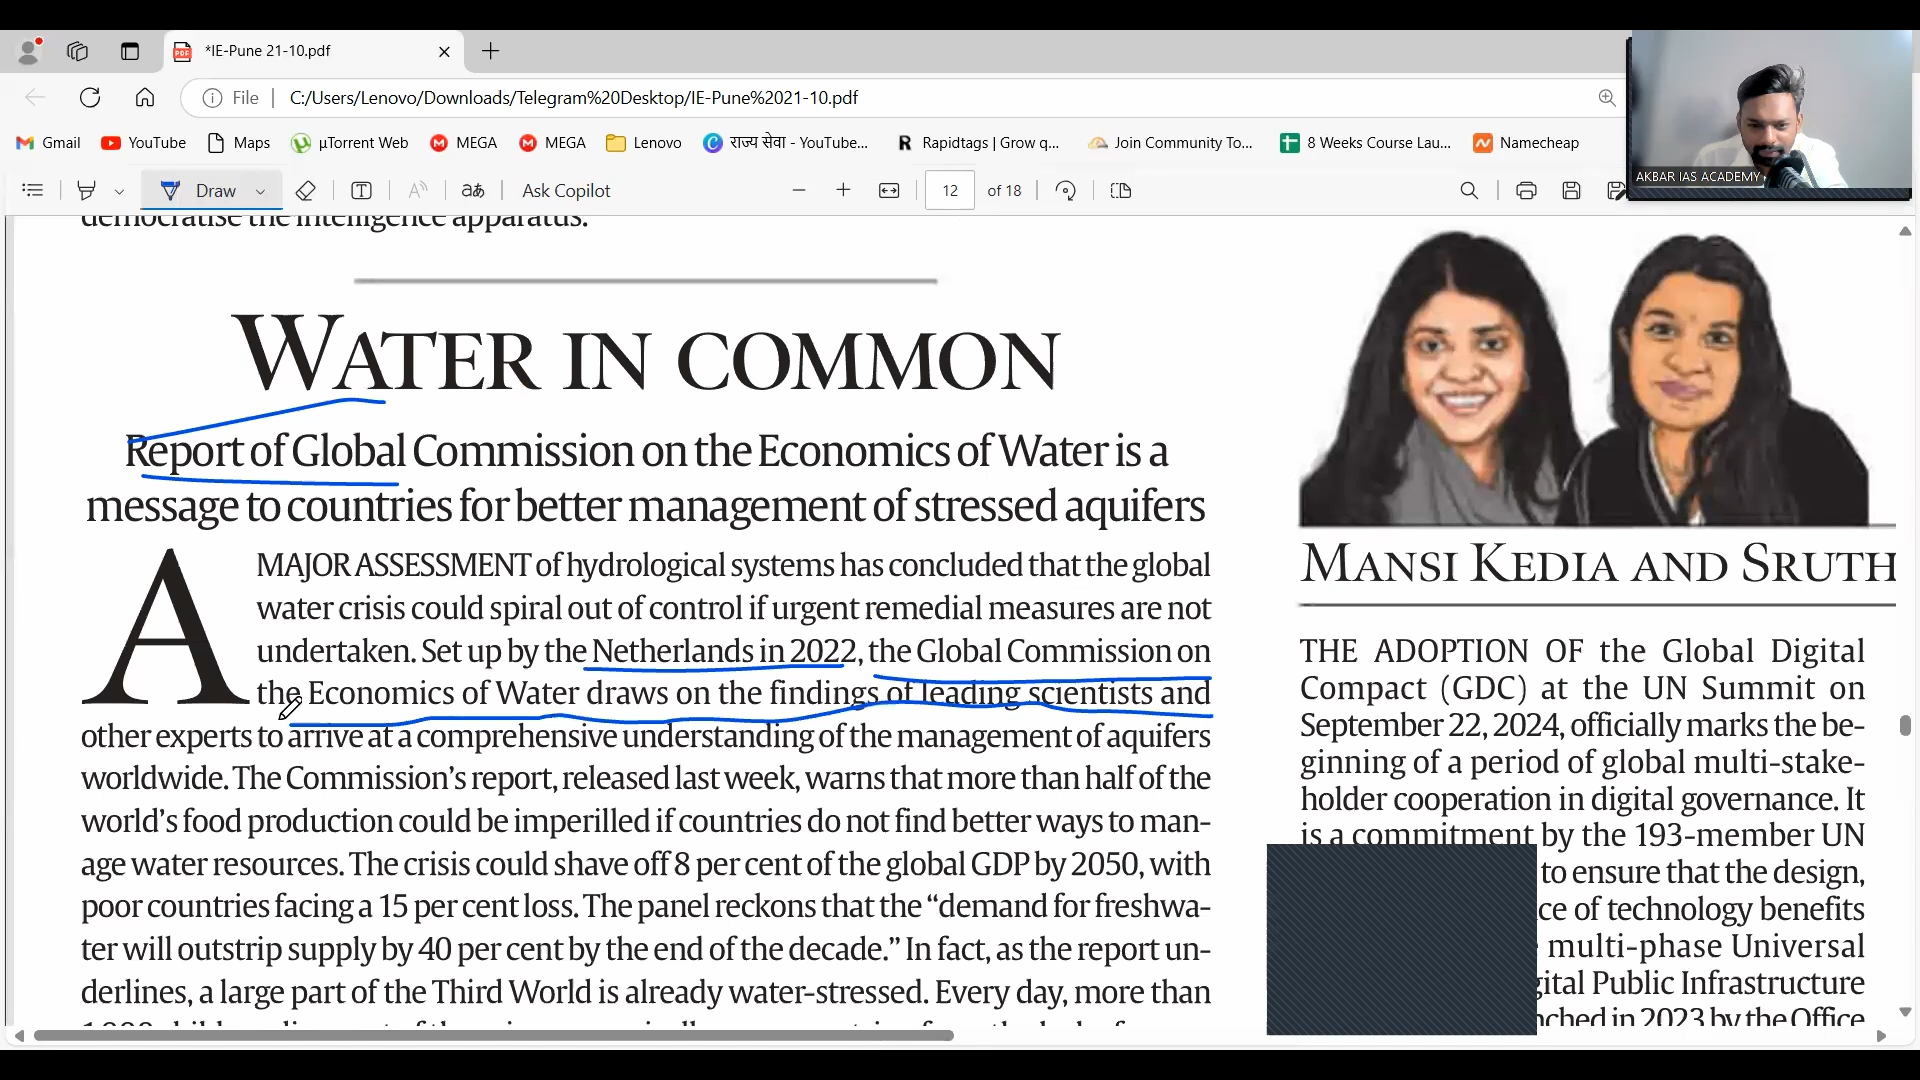 *IE-Pune 21-10.pdf
File
C:/Users/Lenovo/Downloads/Telegram%20Desktop/IE-Pune%2021-10.pdf
Gmail YouTube Maps µTorrent Web MEGA MEGA Lenovo राज्य सेवा - YouTube... Rapidtags | Grow q... Join Community To... 8 Weeks Course Lau... Namecheap
AKBAR IAS ACADEMY
Draw Ask Copilot 12 of 18
democratise the intelligence apparatus.
WATER IN COMMON
Report of Global Commission on the Economics of Water is a
message to countries for better management of stressed aquifers
A MAJOR ASSESSMENT of hydrological systems has concluded that the global
water crisis could spiral out of control if urgent remedial measures are not
undertaken. Set up by the Netherlands in 2022, the Global Commission on
the Economics of Water draws on the findings of leading scientists and
other experts to arrive at a comprehensive understanding of the management of aquifers
worldwide. The Commission's report, released last week, warns that more than half of the
world's food production could be imperilled if countries do not find better ways to man-
age water resources. The crisis could shave off 8 per cent of the global GDP by 2050, with
poor countries facing a 15 per cent loss. The panel reckons that the "demand for freshwa-
ter will outstrip supply by 40 per cent by the end of the decade." In fact, as the report un-
derlines, a large part of the Third World is already water-stressed. Every day, more than
MANSI KEDIA AND SRUTH
THE ADOPTION OF the Global Digital
Compact (GDC) at the UN Summit on
September 22, 2024, officially marks the be-
ginning of a period of global multi-stake-
holder cooperation in digital governance. It
is a commitment by the 193-member UN
to ensure that the design,
ce of technology benefits
multi-phase Universal
gital Public Infrastructure
nched in 2023 by the Office